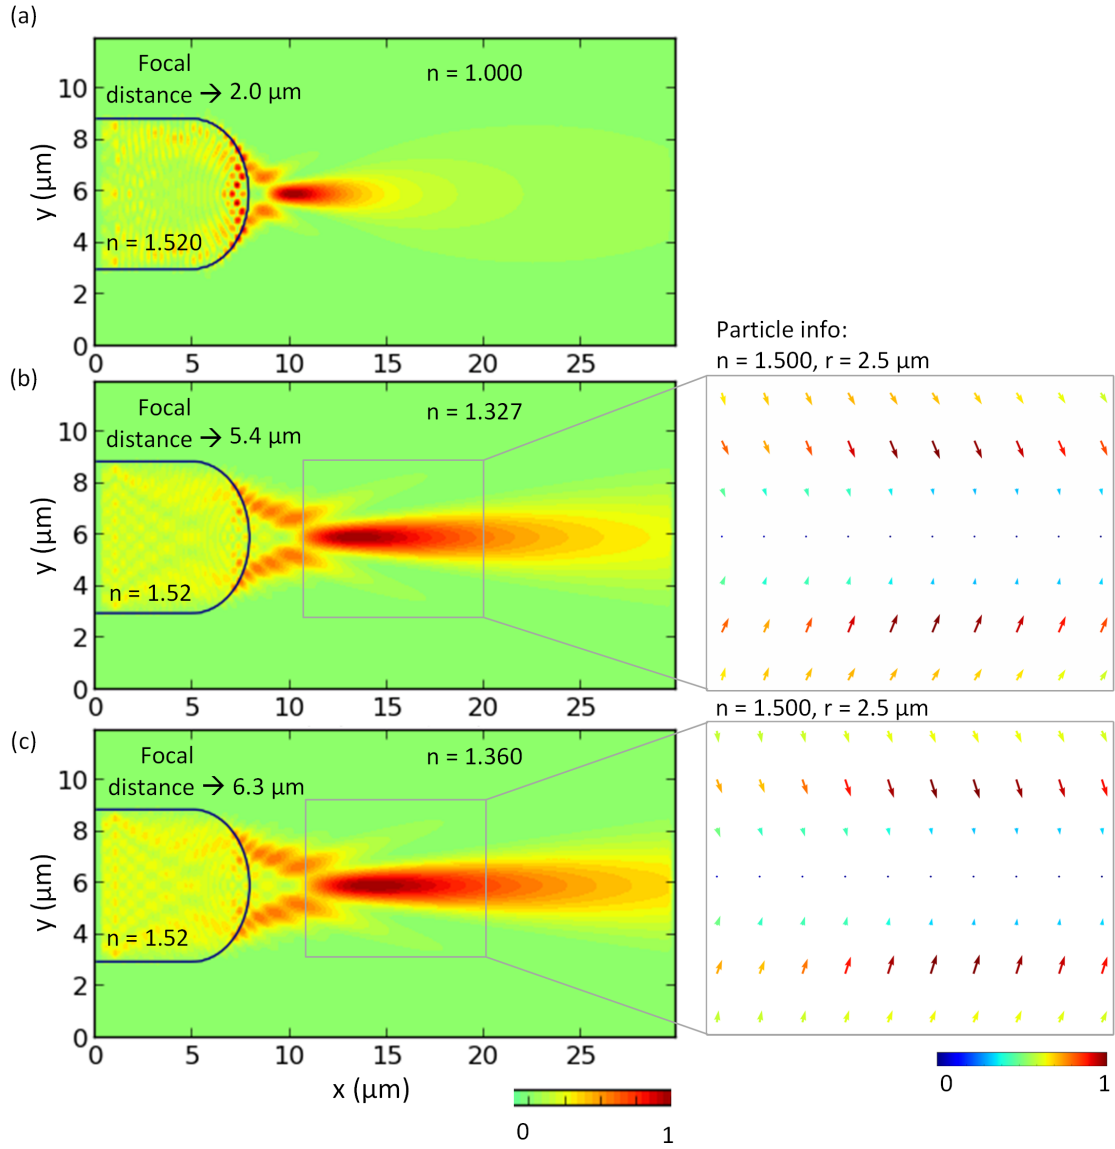 (a)
Focal
distance → 2.0 μm
n = 1.000
n = 1.520
y (μm)
10
8
6
4
2
0
0 5 10 15 20 25
Particle info:
n = 1.500, r = 2.5 μm
(b)
Focal
distance → 5.4 μm
n = 1.327
n = 1.52
y (μm)
10
8
6
4
2
0
0 5 10 15 20 25
n = 1.500, r = 2.5 μm
(c)
Focal
distance → 6.3 μm
n = 1.360
n = 1.52
y (μm)
10
8
6
4
2
0
0 5 10 15 20 25
x (μm)
0 1
0 1